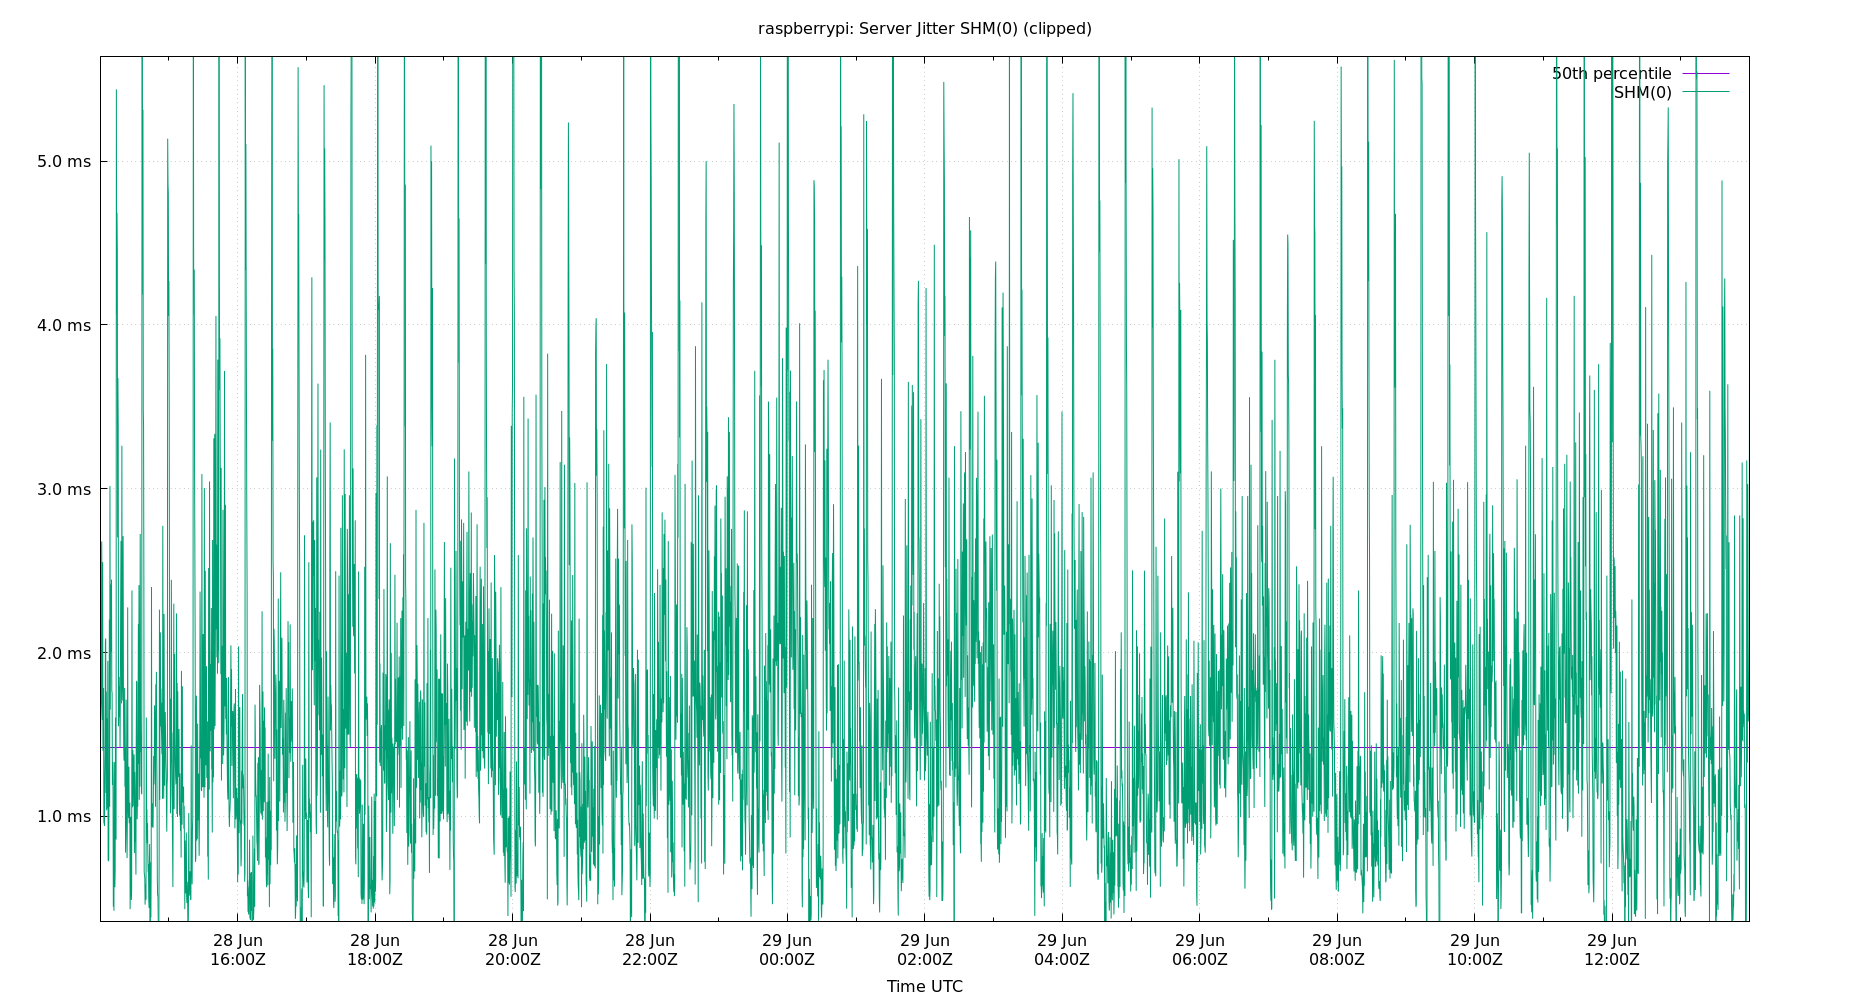 raspberrypi: Server Jitter SHM(0) (clipped)
50th percentile
SHM(0)
5.0 ms
4.0 ms
3.0 ms
2.0 ms
1.0 ms
28 Jun 28 Jun 28 Jun 28 Jun 29 Jun 29 Jun 29 Jun 29 Jun 29 Jun 29 Jun 29 Jun
16:00Z 18:00Z 20:00Z 22:00Z 00:00Z 02:00Z 04:00Z 06:00Z 08:00Z 10:00Z 12:00Z
Time UTC